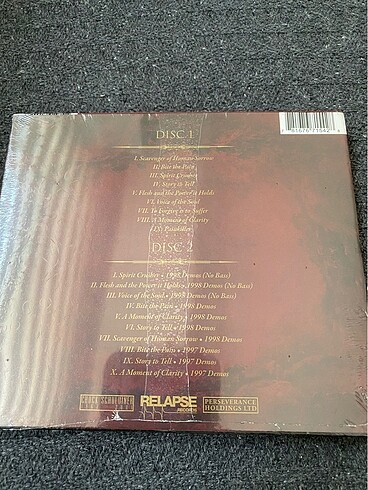 DISC 1
I. Scavenger of Human Sorrow
II. Bite the Pain
III. Spirit Crusher
IV. Story to Tell
V. Flesh and the Power it Holds
VI. Voice of the Soul
VII. To Forgive is to Suffer
VIII. A Moment of Clarity
IX. Painkiller
DISC 2
I. Spirit Crusher • 1998 Demos (No Bass)
II. Flesh and the Power it Holds • 1998 Demos (No Bass)
III. Voice of the Soul • 1998 Demos (No Bass)
IV. Bite the Pain • 1998 Demos
V. A Moment of Clarity • 1998 Demos
VI. Story to Tell • 1998 Demos
VII. Scavenger of Human Sorrow • 1998 Demos
VIII. Bite the Pain • 1997 Demos
IX. Story to Tell • 1997 Demos
X. A Moment of Clarity • 1997 Demos
CHUCK SCHULDINER
RELAPSE
RECORDS
PERSEVERANCE
HOLDINGS LTD